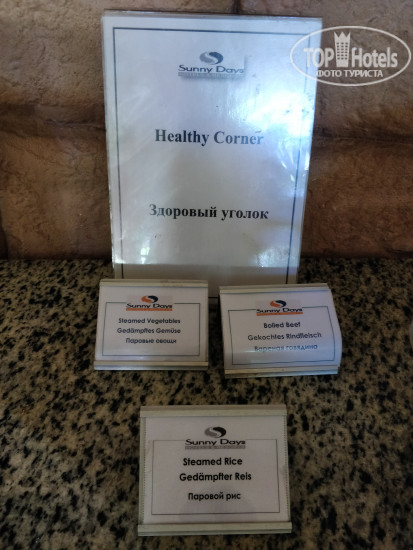 TOP Hotels
ФОТО ТУРИСТА
Sunny Days
Healthy Corner
Здоровый уголок
Sunny Days
Steamed Vegetables
Gedämpftes Gemüse
Паровые овощи
Sunny Days
Boiled Beef
Gekochtes Rindfleisch
Вареная говядина
Sunny Days
Steamed Rice
Gedämpfter Reis
Паровой рис